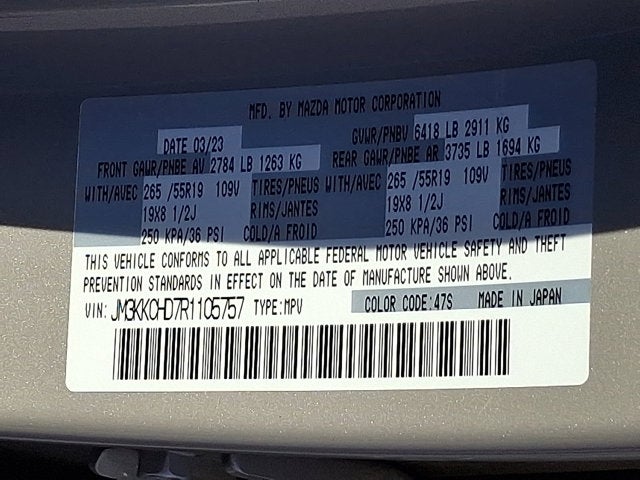 MFD. BY MAZDA MOTOR CORPORATION
DATE 03/23 GVWR/PNBV 6418 LB 2911 KG
FRONT GAWR/PNBE AV 2784 LB 1263 KG REAR GAWR/PNBE AR 3735 LB 1694 KG
WITH/AVEC 265 /55R19 109V TIRES/PNEUS WITH/AVEC 265 /55R19 109V TIRES/PNEUS
19X8 1/2J RIMS/JANTES 19X8 1/2J RIMS/JANTES
250 KPA/36 PSI COLD/A FROID 250 KPA/36 PSI COLD/A FROID
THIS VEHICLE CONFORMS TO ALL APPLICABLE FEDERAL MOTOR VEHICLE SAFETY AND THEFT
PREVENTION STANDARDS IN EFFECT ON THE DATE OF MANUFACTURE SHOWN ABOVE.
VIN: JM3KKCHD7R1105757 TYPE:MPV COLOR CODE:47S MADE IN JAPAN